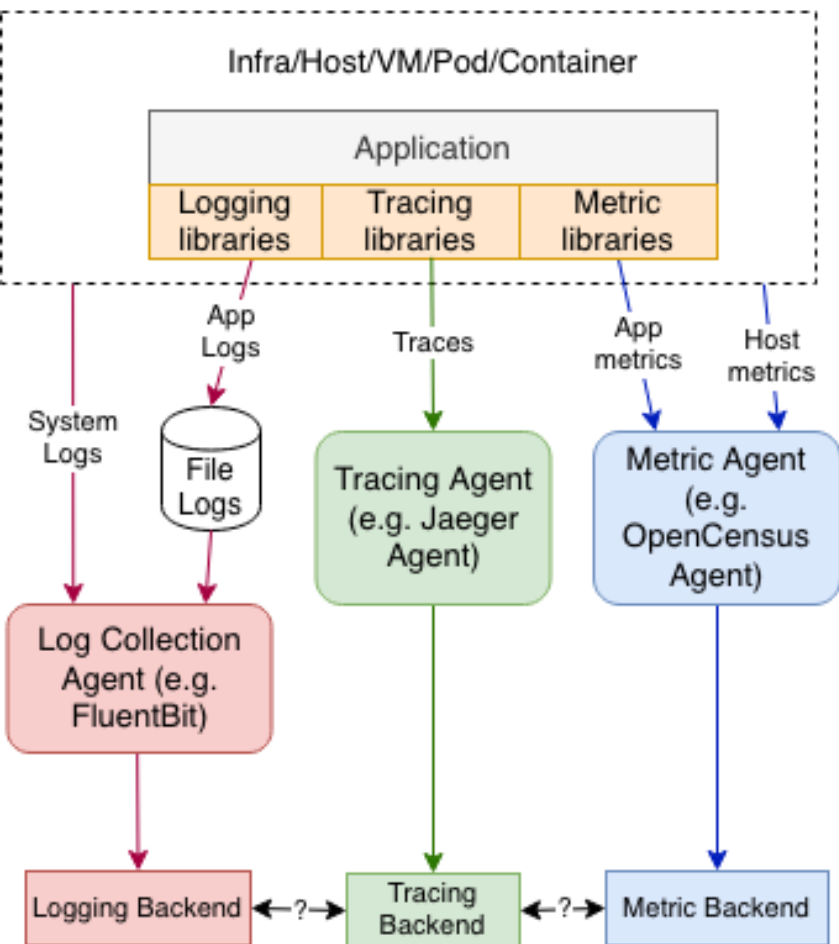 Infra/Host/VM/Pod/Container
Application
Logging
libraries
Tracing
libraries
Metric
libraries
App
Logs
Traces
App
metrics
Host
metrics
System
Logs
File
Logs
Tracing Agent
(e.g. Jaeger
Agent)
Metric Agent
(e.g.
OpenCensus
Agent)
Log Collection
Agent (e.g.
FluentBit)
Logging Backend
?
Tracing
Backend
?
Metric Backend